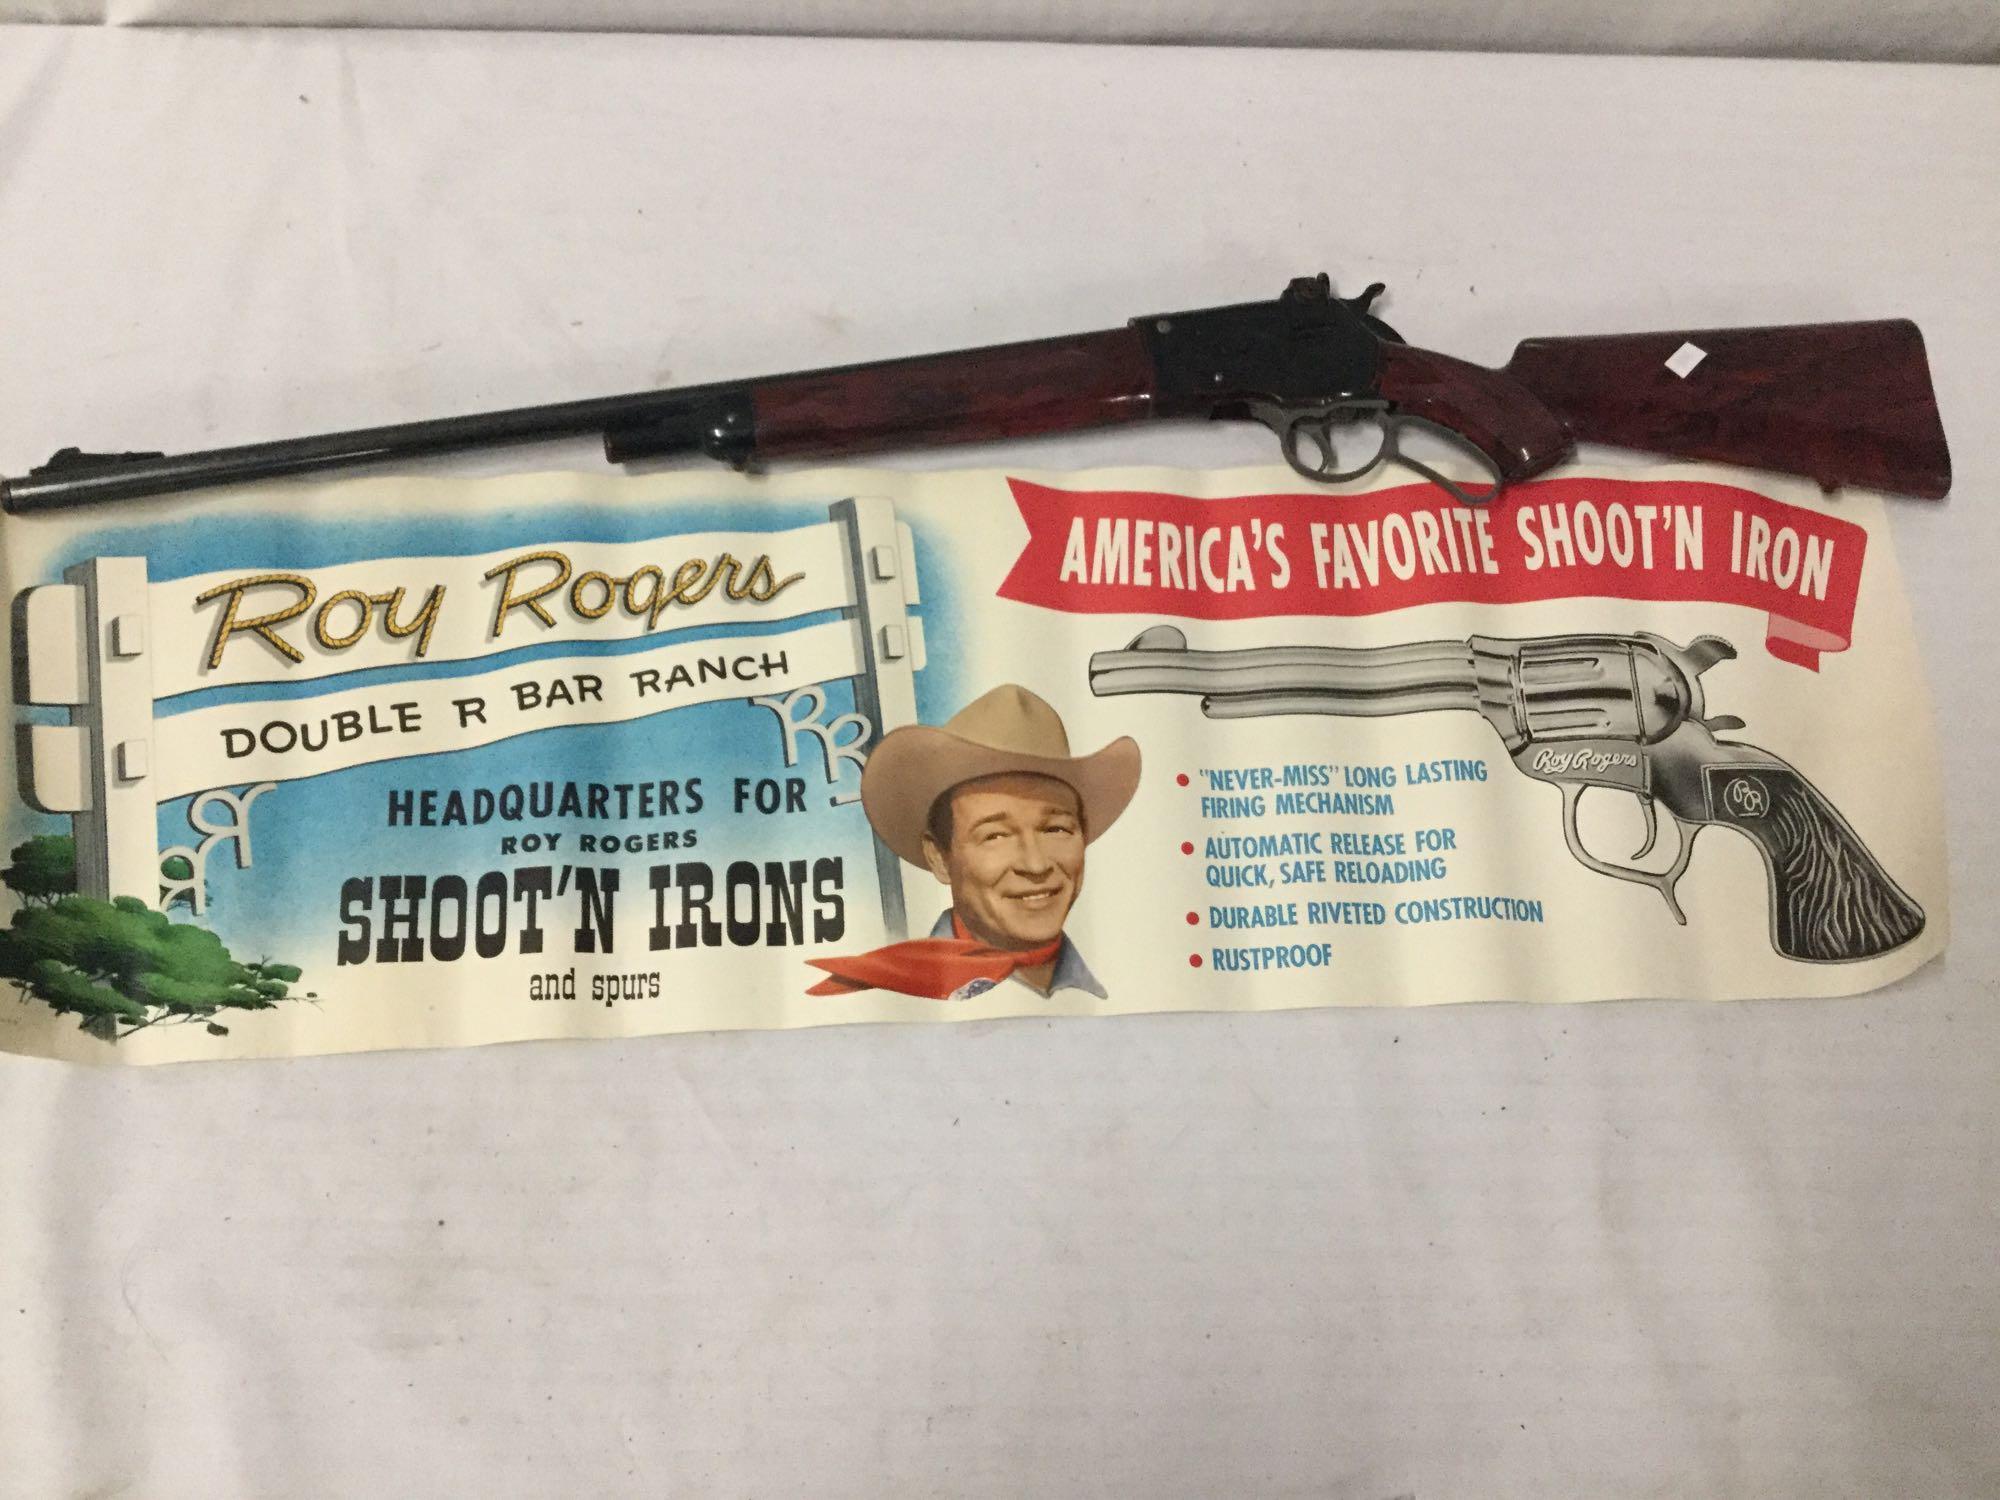 Roy Rogers
DOUBLE R BAR RANCH
HEADQUARTERS FOR
ROY ROGERS
SHOOT'N IRONS
and spurs
AMERICA'S FAVORITE SHOOT'N IRON
• "NEVER-MISS" LONG LASTING
FIRING MECHANISM
• AUTOMATIC RELEASE FOR
QUICK, SAFE RELOADING
• DURABLE RIVETED CONSTRUCTION
• RUSTPROOF
Roy Rogers
RR